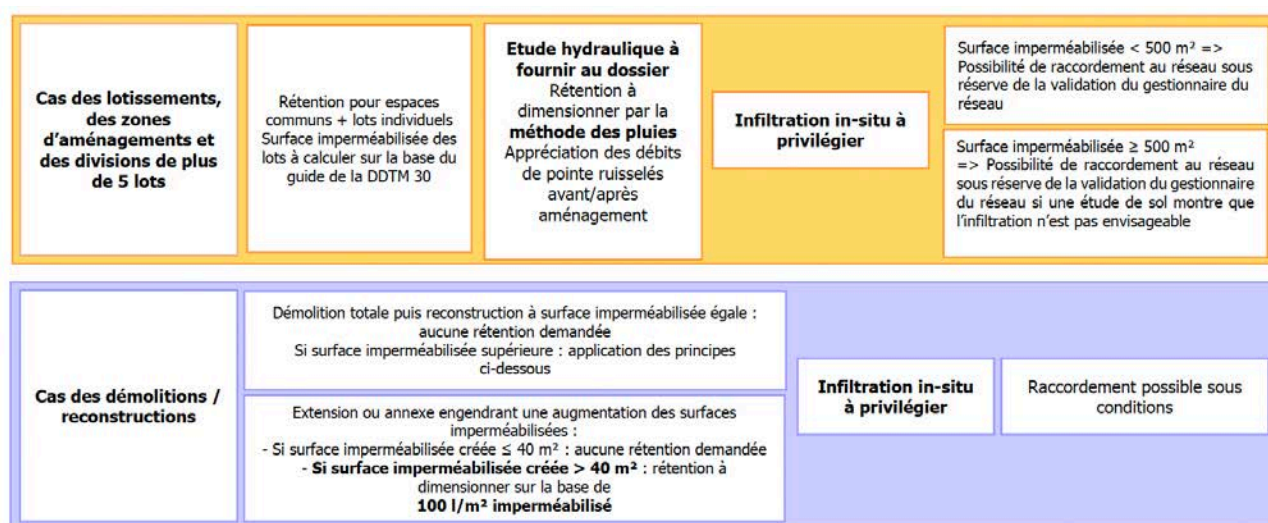 Cas des lotissements,
des zones
d'aménagements et
des divisions de plus
de 5 lots
Rétention pour espaces
communs + lots individuels
Surface imperméabilisée des
lots à calculer sur la base du
guide de la DDTM 30
Etude hydraulique à
fournir au dossier
Rétention à
dimensionner par la
méthode des pluies
Appréciation des débits
de pointe ruisselés
avant/après
aménagement
Infiltration in-situ à
privilégier
Surface imperméabilisée < 500 m² =>
Possibilité de raccordement au réseau sous
réserve de la validation du gestionnaire du
réseau
Surface imperméabilisée ≥ 500 m²
=> Possibilité de raccordement au réseau
sous réserve de la validation du gestionnaire
du réseau si une étude de sol montre que
l'infiltration n'est pas envisageable
Cas des démolitions /
reconstructions
Démolition totale puis reconstruction à surface imperméabilisée égale :
aucune rétention demandée
Si surface imperméabilisée supérieure : application des principes
ci-dessous
Extension ou annexe engendrant une augmentation des surfaces
imperméabilisées :
- Si surface imperméabilisée créée ≤ 40 m² : aucune rétention demandée
- Si surface imperméabilisée créée > 40 m² : rétention à
dimensionner sur la base de
100 l/m² imperméabilisé
Infiltration in-situ
à privilégier
Raccordement possible sous
conditions